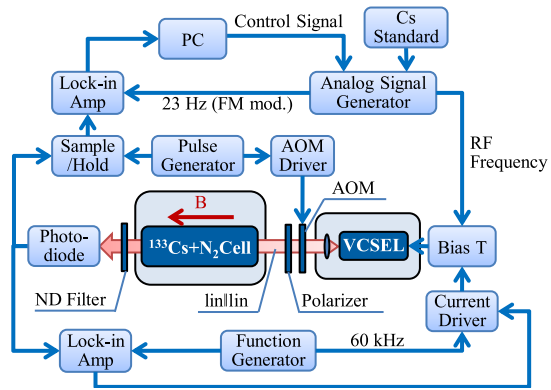 Control Signal
Cs
Standard
PC
Lock-in
Amp
Analog Signal
Generator
23 Hz (FM mod.)
Sample
/Hold
Pulse
Generator
AOM
Driver
RF
Frequency
AOM
B
Photo-
diode
¹³³Cs+N₂Cell
VCSEL
Bias T
ND Filter
lin||lin
Polarizer
Current
Driver
Lock-in
Amp
Function
Generator
60 kHz